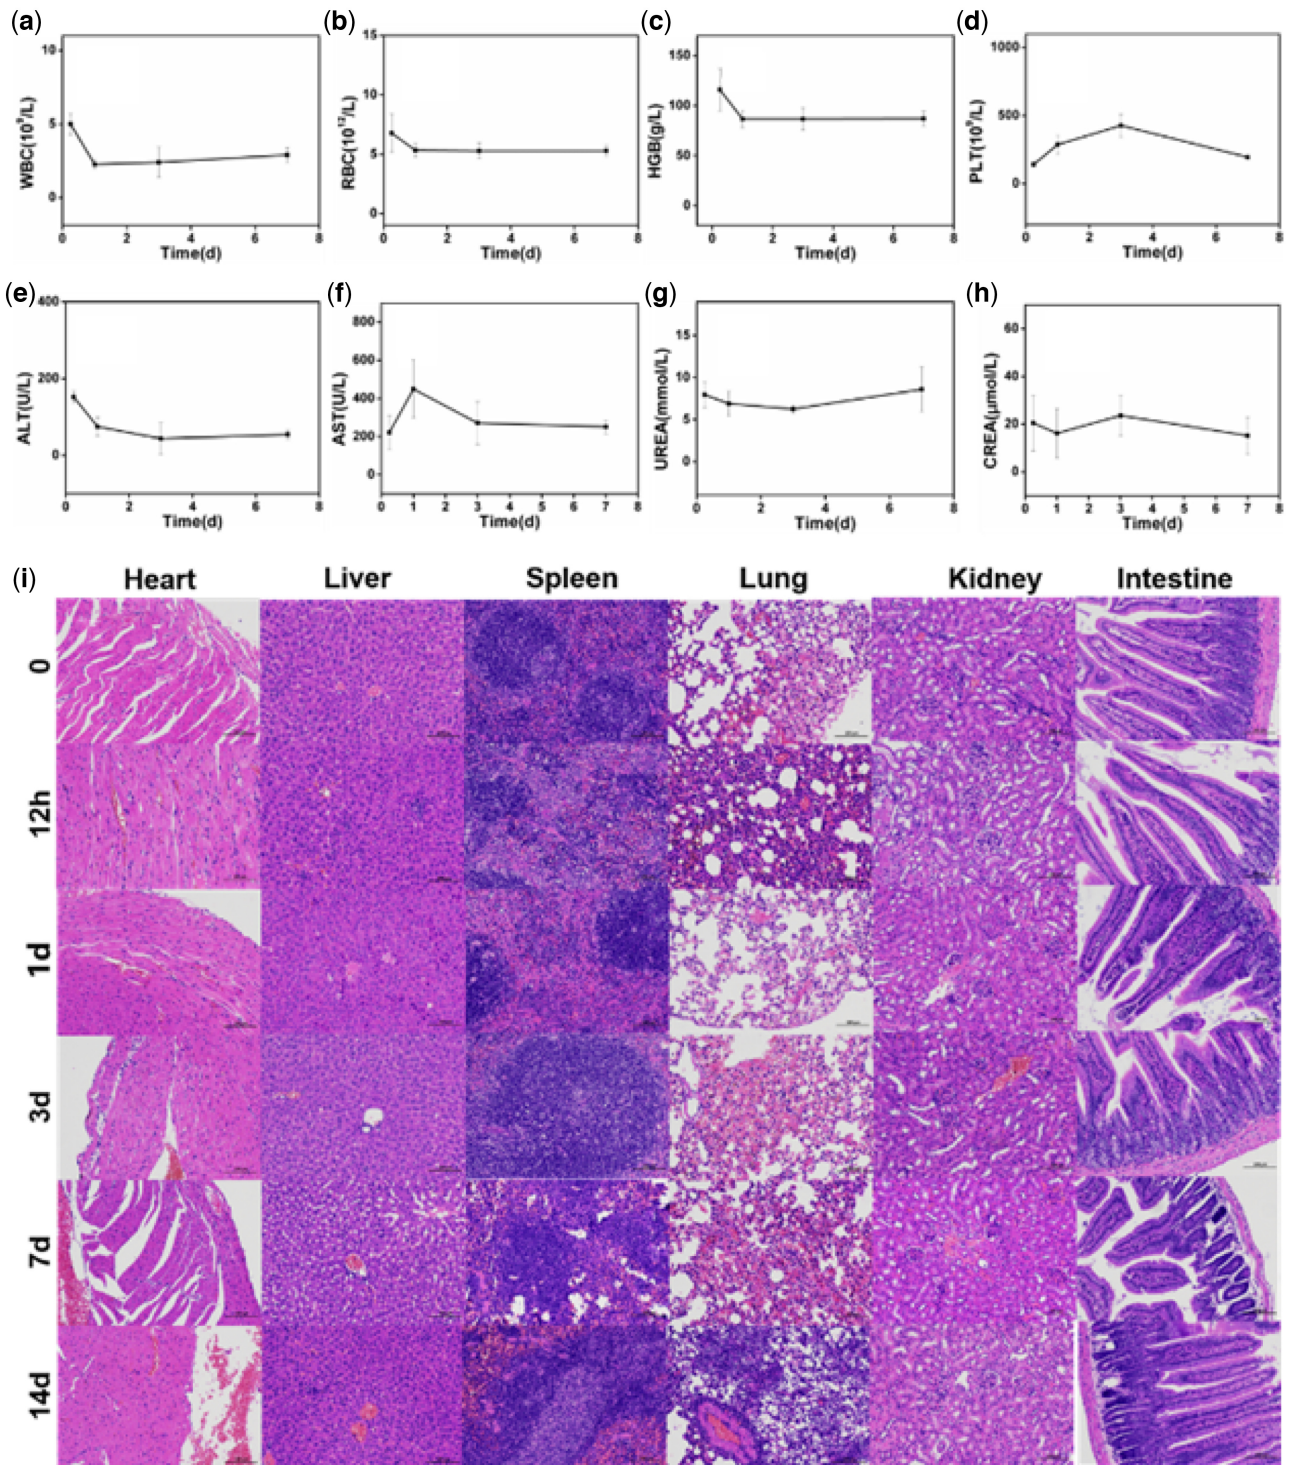 (a) (b) (c) (d)
10
5
0
WBC(10⁹/L)
0 2 4 6 8
Time(d)
15
10
5
0
RBC(10¹²/L)
0 2 4 6 8
Time(d)
150
100
50
0
HGB(g/L)
0 2 4 6 8
Time(d)
1000
500
0
PLT(10⁹/L)
0 2 4 6 8
Time(d)
(e) (f) (g) (h)
400
200
0
ALT(U/L)
0 2 4 6 8
Time(d)
800
600
400
200
0
AST(U/L)
0 1 2 3 4 5 6 7 8
Time(d)
15
10
5
0
UREA(mmol/L)
0 2 4 6 8
Time(d)
60
40
20
0
CREA(μmol/L)
0 1 2 3 4 5 6 7 8
Time(d)
(i) Heart Liver Spleen Lung Kidney Intestine
0
12h
1d
3d
7d
14d